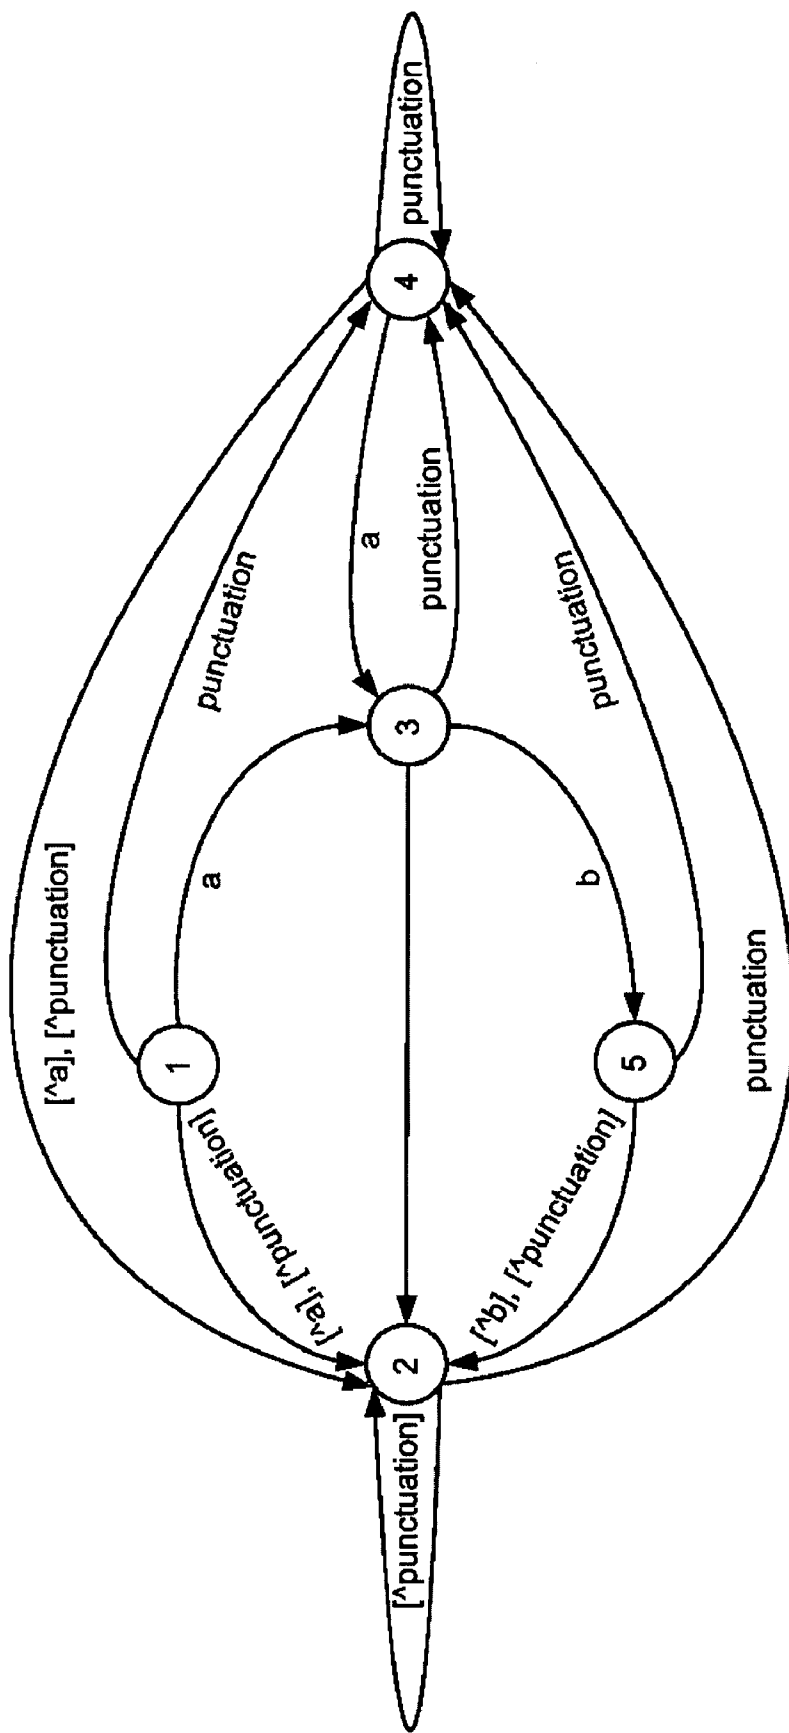 [^a], [^punctuation]
punctuation
1
a
[^a], [^punctuation]
[^punctuation]
2
3
a
punctuation
4
punctuation
b
5
[^b], [^punctuation]
punctuation
punctuation